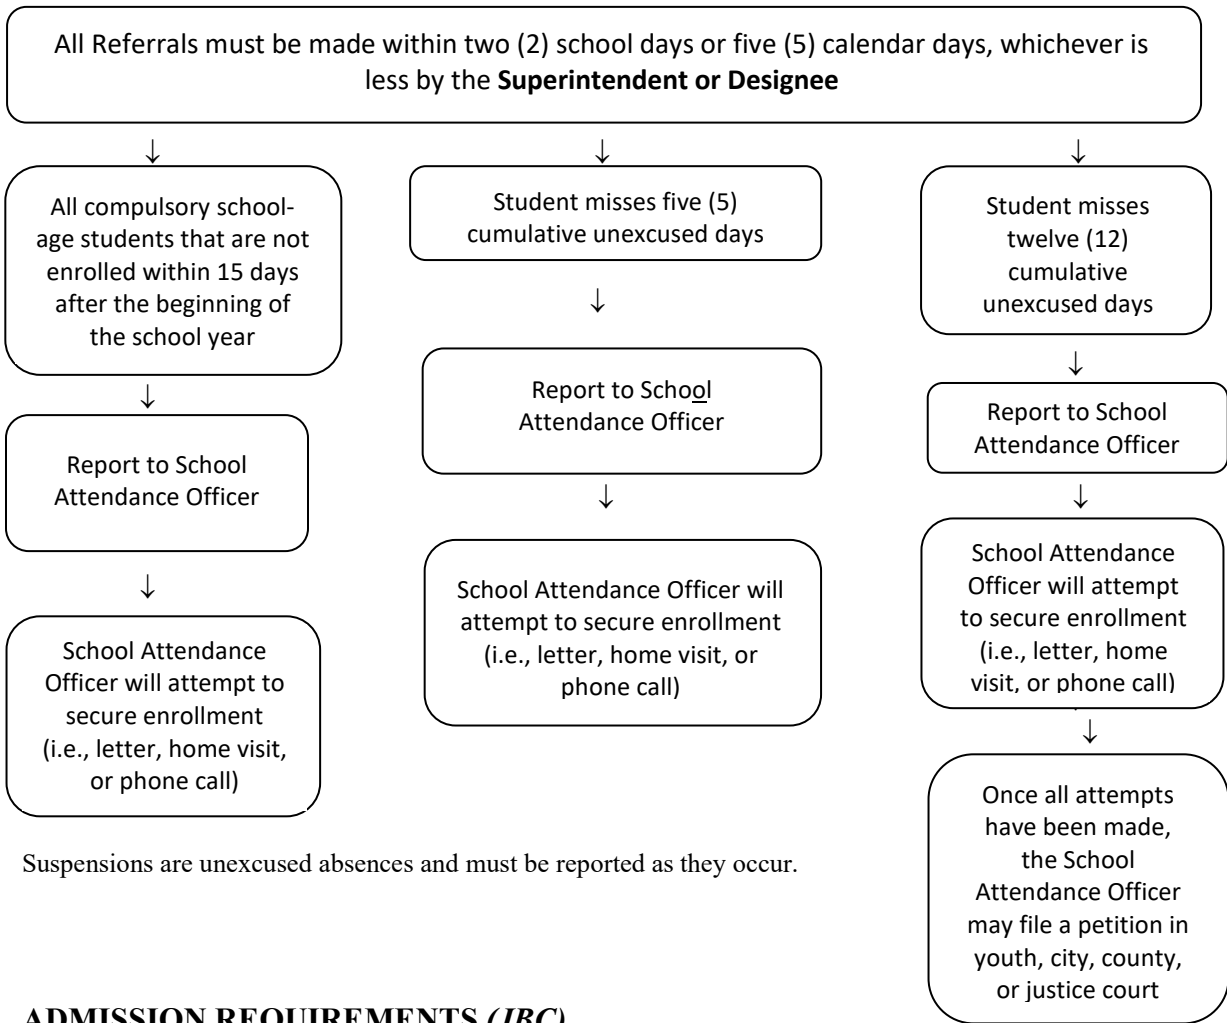 All Referrals must be made within two (2) school days or five (5) calendar days, whichever is
less by the Superintendent or Designee
↓
All compulsory school-
age students that are not
enrolled within 15 days
after the beginning of
the school year
↓
Report to School
Attendance Officer
↓
School Attendance
Officer will attempt to
secure enrollment
(i.e., letter, home visit,
or phone call)
↓
Student misses five (5)
cumulative unexcused days
↓
Report to School
Attendance Officer
↓
School Attendance Officer will
attempt to secure enrollment
(i.e., letter, home visit, or
phone call)
↓
Student misses
twelve (12)
cumulative
unexcused days
↓
Report to School
Attendance Officer
↓
School Attendance
Officer will attempt
to secure enrollment
(i.e., letter, home
visit, or phone call)
↓
Once all attempts
have been made,
the School
Attendance Officer
may file a petition in
youth, city, county,
or justice court
Suspensions are unexcused absences and must be reported as they occur.
ADMISSION REQUIREMENTS (JBC)